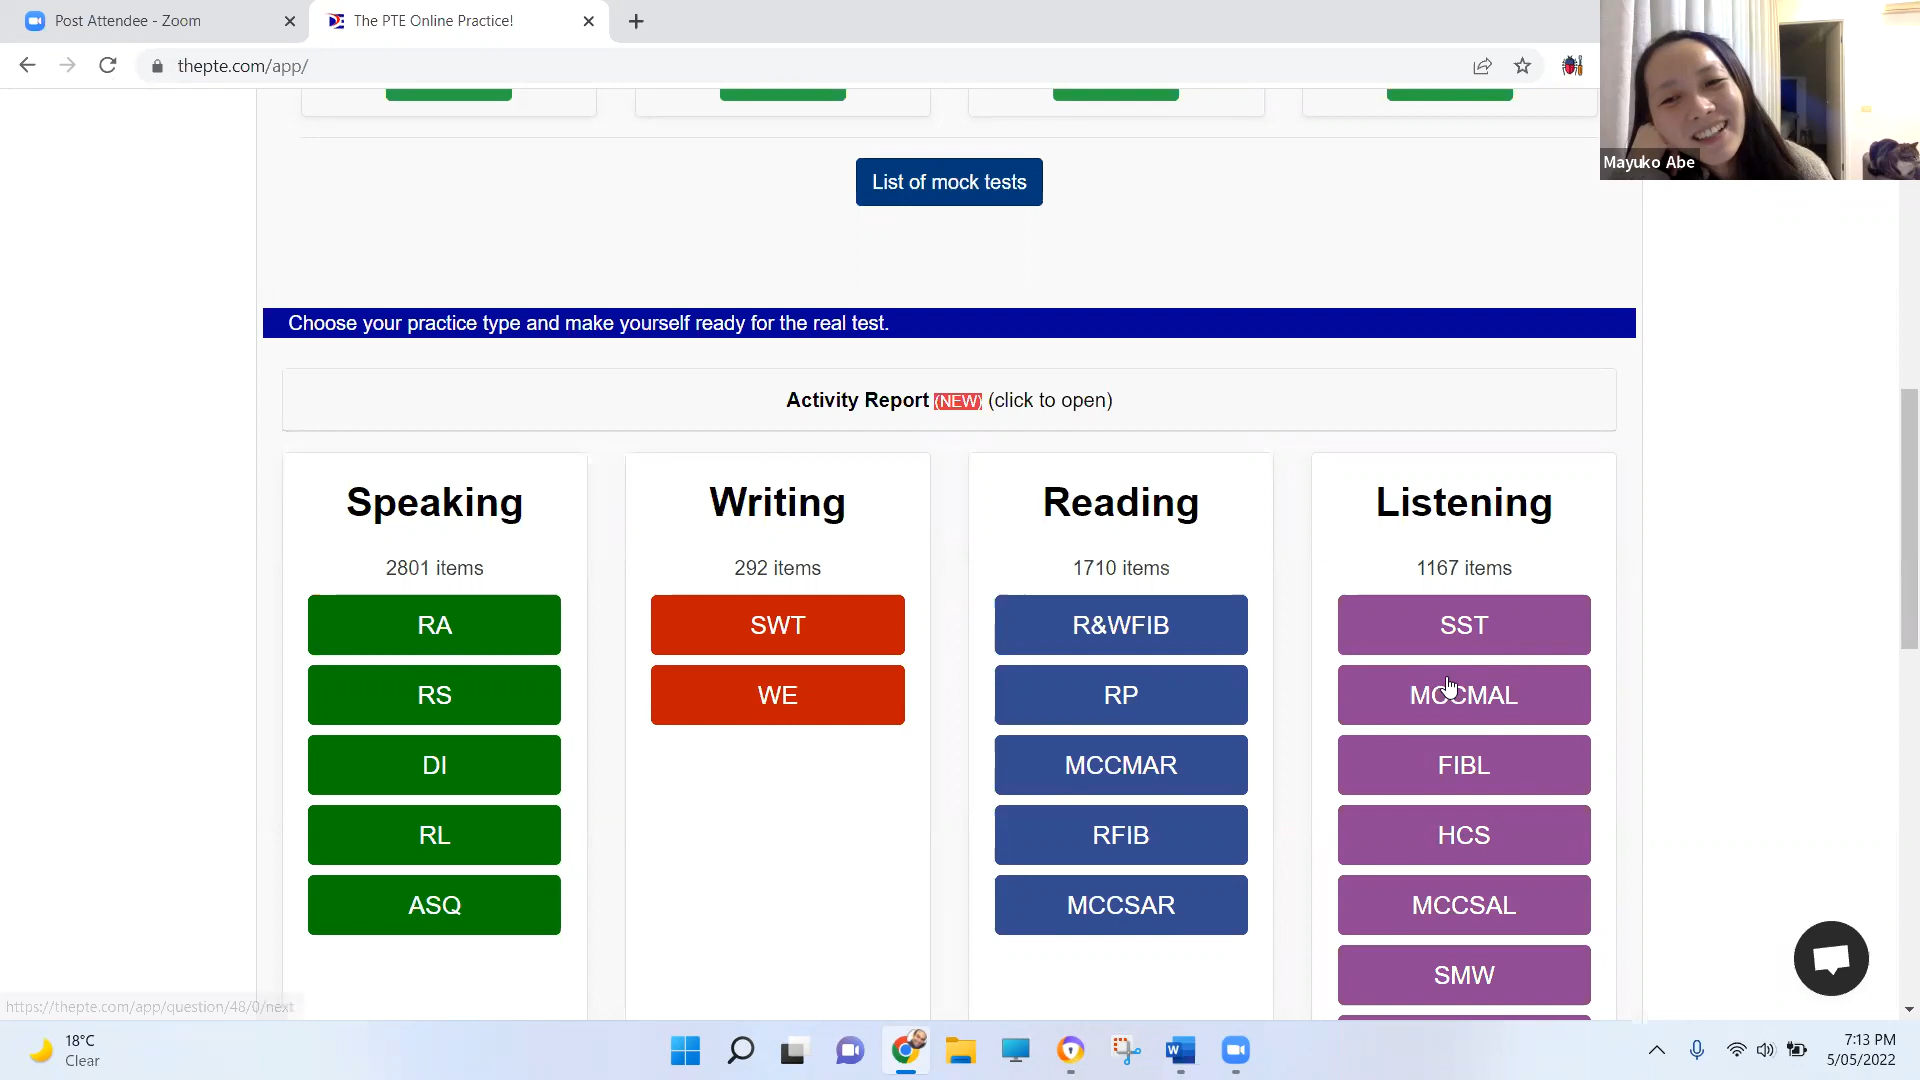 Post Attendee - Zoom
The PTE Online Practice!
thepte.com/app/
Mayuko Abe
List of mock tests
Choose your practice type and make yourself ready for the real test.
Activity Report (NEW) (click to open)
Speaking
2801 items
RA
RS
DI
RL
ASQ
Writing
292 items
SWT
WE
Reading
1710 items
R&WFIB
RP
MCCMAR
RFIB
MCCSAR
Listening
1167 items
SST
MCCMAL
FIBL
HCS
MCCSAL
SMW
https://thepte.com/app/question/48/0/next
18°C
Clear
7:13 PM
5/05/2022